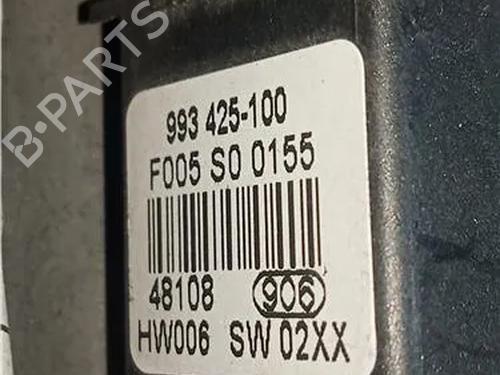 B-PARTS
993 425-100
F005 S0 0155
48108 906
HW006 SW 02XX